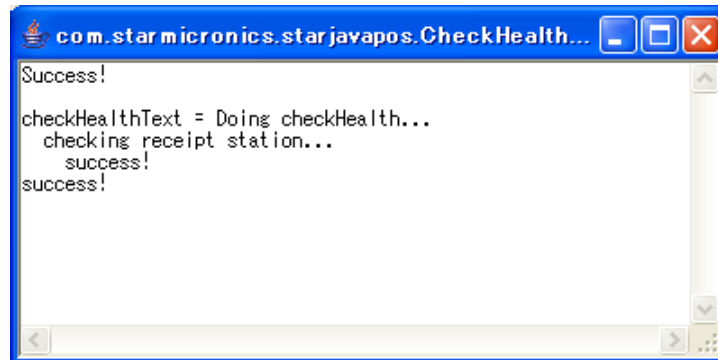 com.starmicronics.starjavapos.CheckHealth...
Success!
checkHealthText = Doing checkHealth...
checking receipt station...
success!
success!